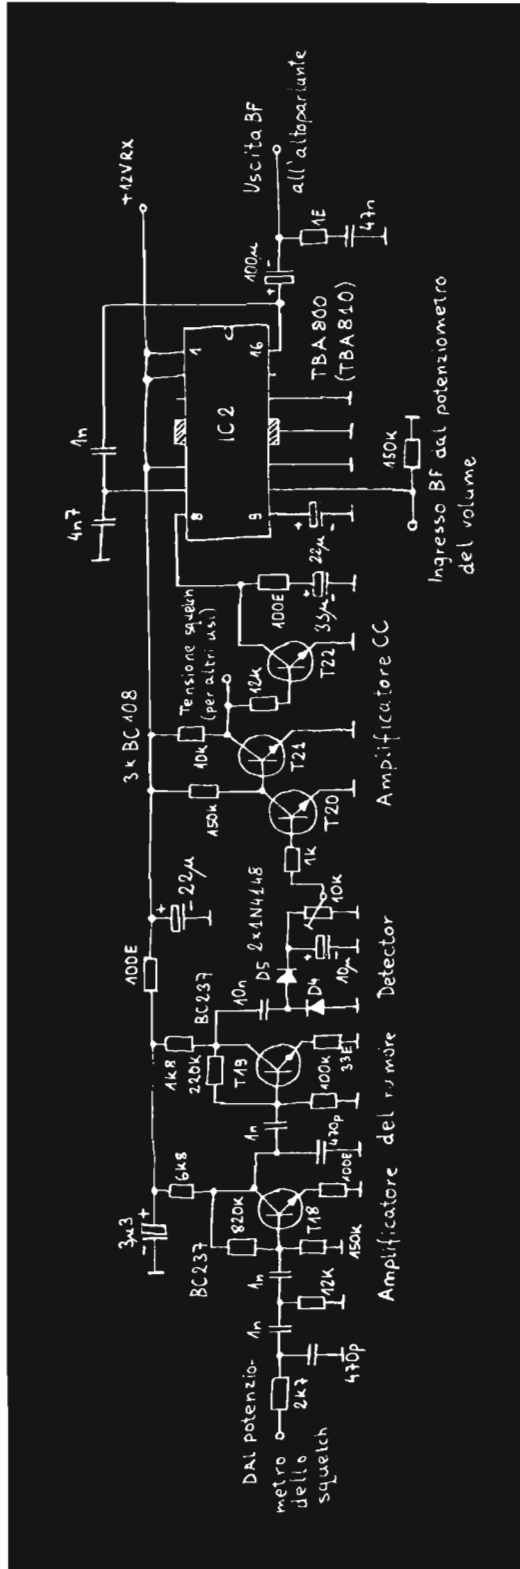 DAl potenzio-
metro
dello
squelch
2k7
470p
1n
12k
1n
BC237
820k
150k
T18
100E
6k8
3µ3
- +
470p
1n
100k
33E
T19
1k8
220k
BC237
10n
D4
D5
2x1N4148
10µ
+
10k
1k
100E
+
-22µ
T20
150k
T21
10k
Tensione squelch
(per altri usi)
12k
T22
3x BC108
100E
+
33µ
-
22µ
+
-
8
9
IC2
1
16
C
4n7
1n
150k
Ingresso BF dal potenziometro
del volume
TBA800
(TBA810)
+12VRX
100µ
+ -
1E
47n
Uscita BF
all'altoparlante
Amplificatore del rumore
Detector
Amplificatore CC